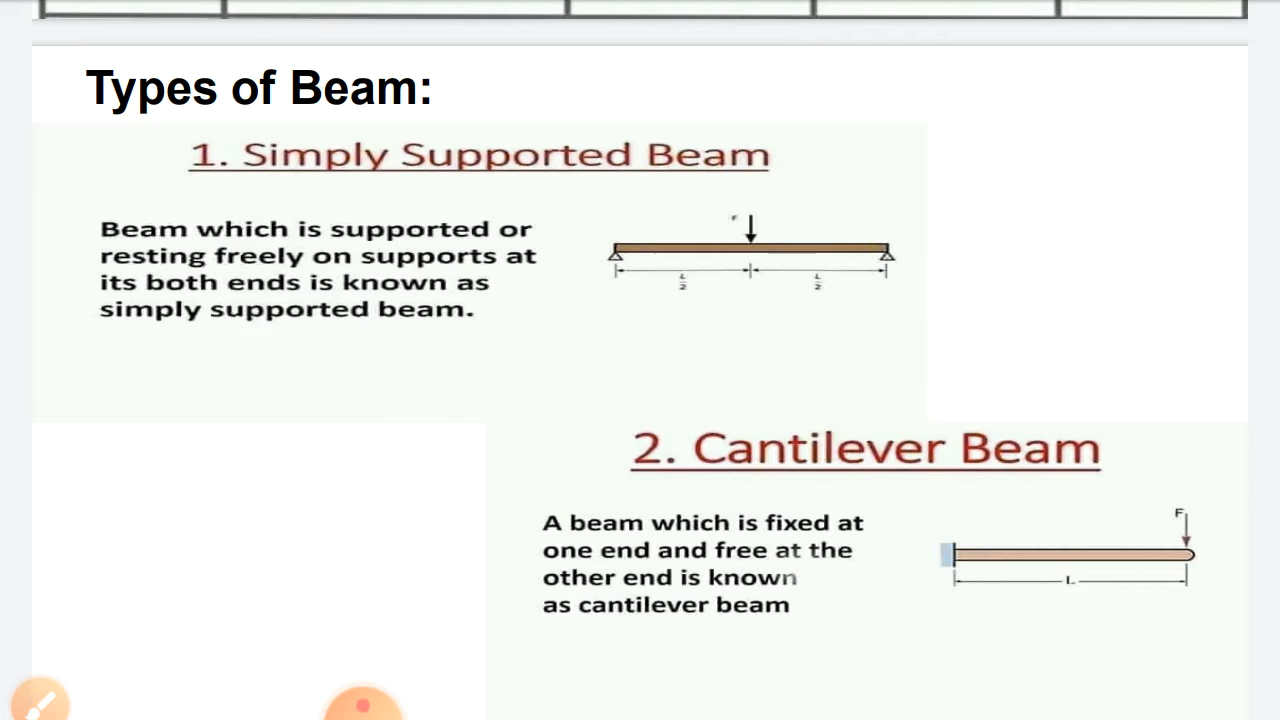 Types of Beam:
1. Simply Supported Beam
Beam which is supported or
resting freely on supports at
its both ends is known as
simply supported beam.
L
2
L
2
2. Cantilever Beam
A beam which is fixed at
one end and free at the
other end is known
as cantilever beam
F
L